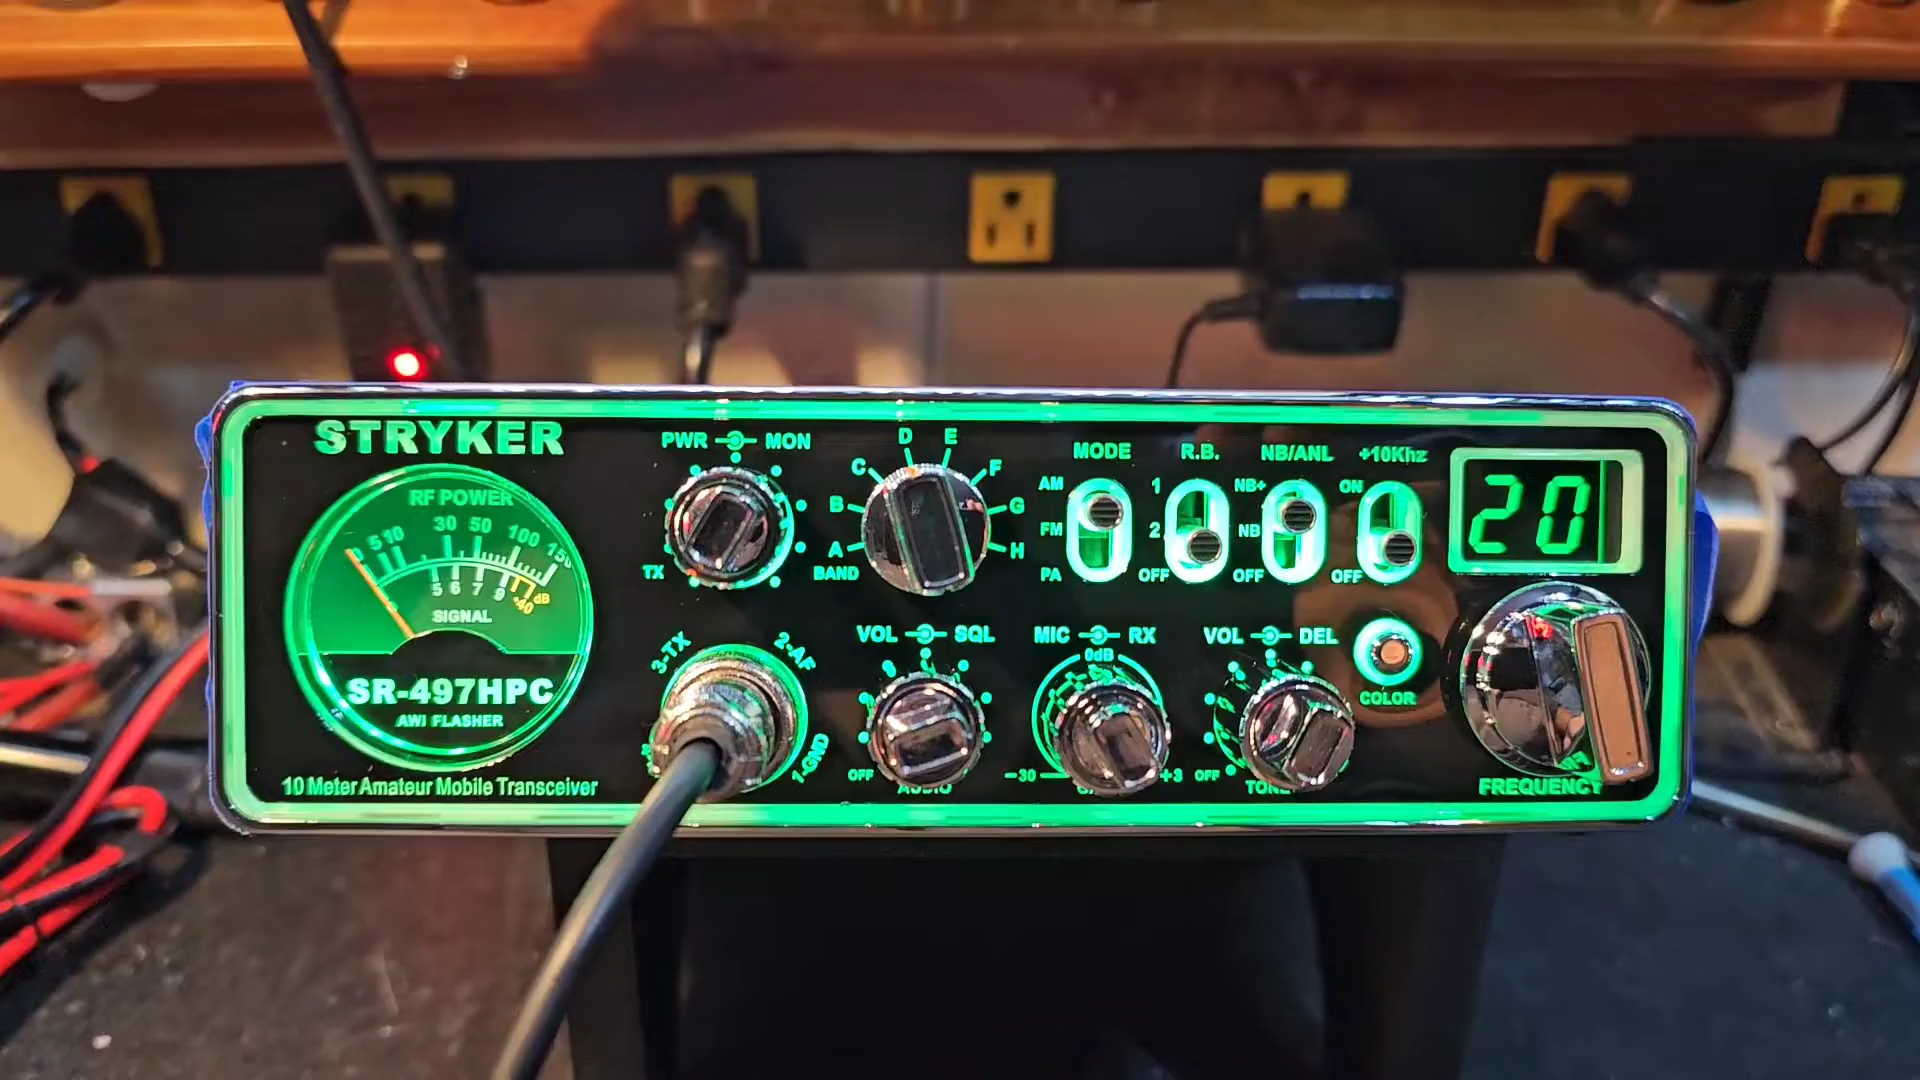 STRYKER
RF POWER
0 5 10 30 50 100 150
5 6 7 9 +40 dB
SIGNAL
SR-497HPC
AWI FLASHER
10 Meter Amateur Mobile Transceiver
PWR MON
TX
A B C D E F G H
BAND
MODE
AM
FM
PA
R.B.
1
2
OFF
NB/ANL
NB+
NB
OFF
+10Khz
ON
OFF
20
3-TX
2-AF
1-GND
VOL SQL
OFF
AUDIO
MIC RX
0dB
-30 +3
VOL DEL
OFF
TONE
COLOR
FREQUENCY